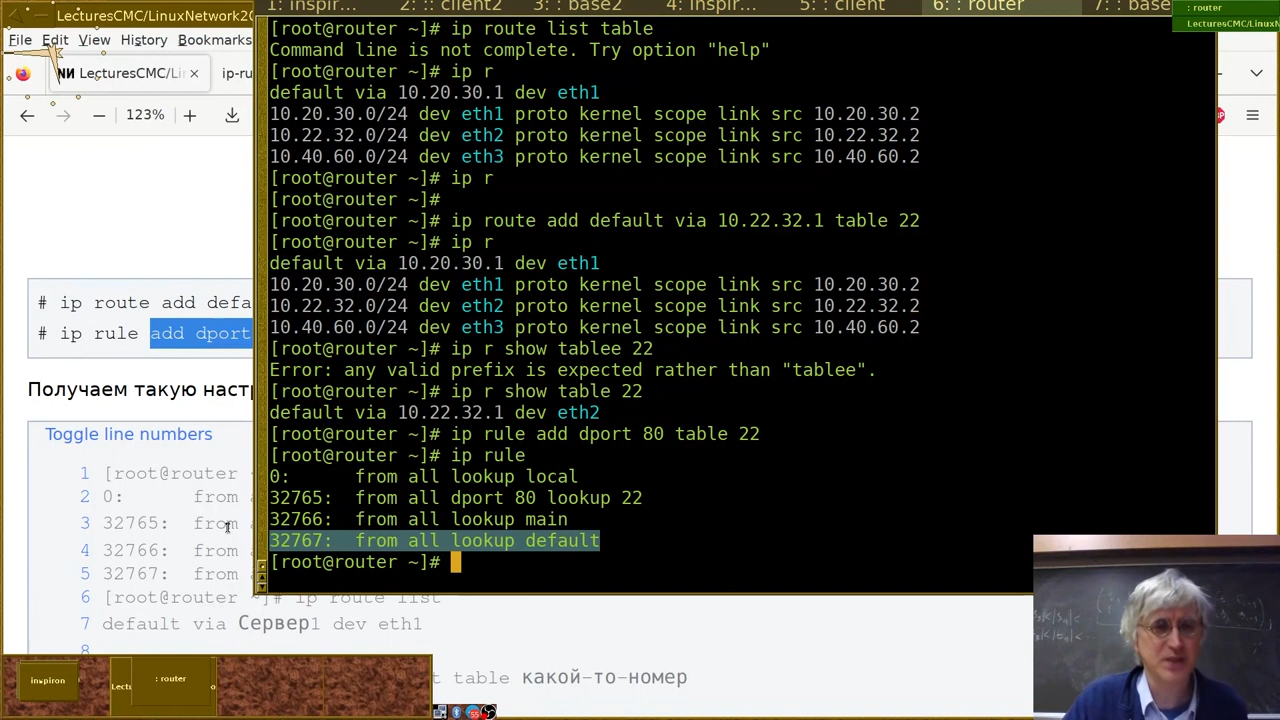 LecturesCMC/LinuxNetwork2
1: inspir…
2: :: client2
3: : base2
4: inspir…
5: : client
6: : router
7: : base
: router
LecturesCMC/LinuxN
File Edit View History Bookmarks
LecturesCMC/Li
ip-ru
123%
# ip route add defa
# ip rule add dport
Получаем такую настр
Toggle line numbers
1 [root@router ~
2 0: from a
3 32765: from a
4 32766: from a
5 32767: from a
6 [root@router ~]# ip route list
7 default via Сервер1 dev eth1
8
t table какой-то-номер
[root@router ~]# ip route list table
Command line is not complete. Try option "help"
[root@router ~]# ip r
default via 10.20.30.1 dev eth1
10.20.30.0/24 dev eth1 proto kernel scope link src 10.20.30.2
10.22.32.0/24 dev eth2 proto kernel scope link src 10.22.32.2
10.40.60.0/24 dev eth3 proto kernel scope link src 10.40.60.2
[root@router ~]# ip r
[root@router ~]#
[root@router ~]# ip route add default via 10.22.32.1 table 22
[root@router ~]# ip r
default via 10.20.30.1 dev eth1
10.20.30.0/24 dev eth1 proto kernel scope link src 10.20.30.2
10.22.32.0/24 dev eth2 proto kernel scope link src 10.22.32.2
10.40.60.0/24 dev eth3 proto kernel scope link src 10.40.60.2
[root@router ~]# ip r show tablee 22
Error: any valid prefix is expected rather than "tablee".
[root@router ~]# ip r show table 22
default via 10.22.32.1 dev eth2
[root@router ~]# ip rule add dport 80 table 22
[root@router ~]# ip rule
0: from all lookup local
32765: from all dport 80 lookup 22
32766: from all lookup main
32767: from all lookup default
[root@router ~]#
inspiron
Lect
: router
55